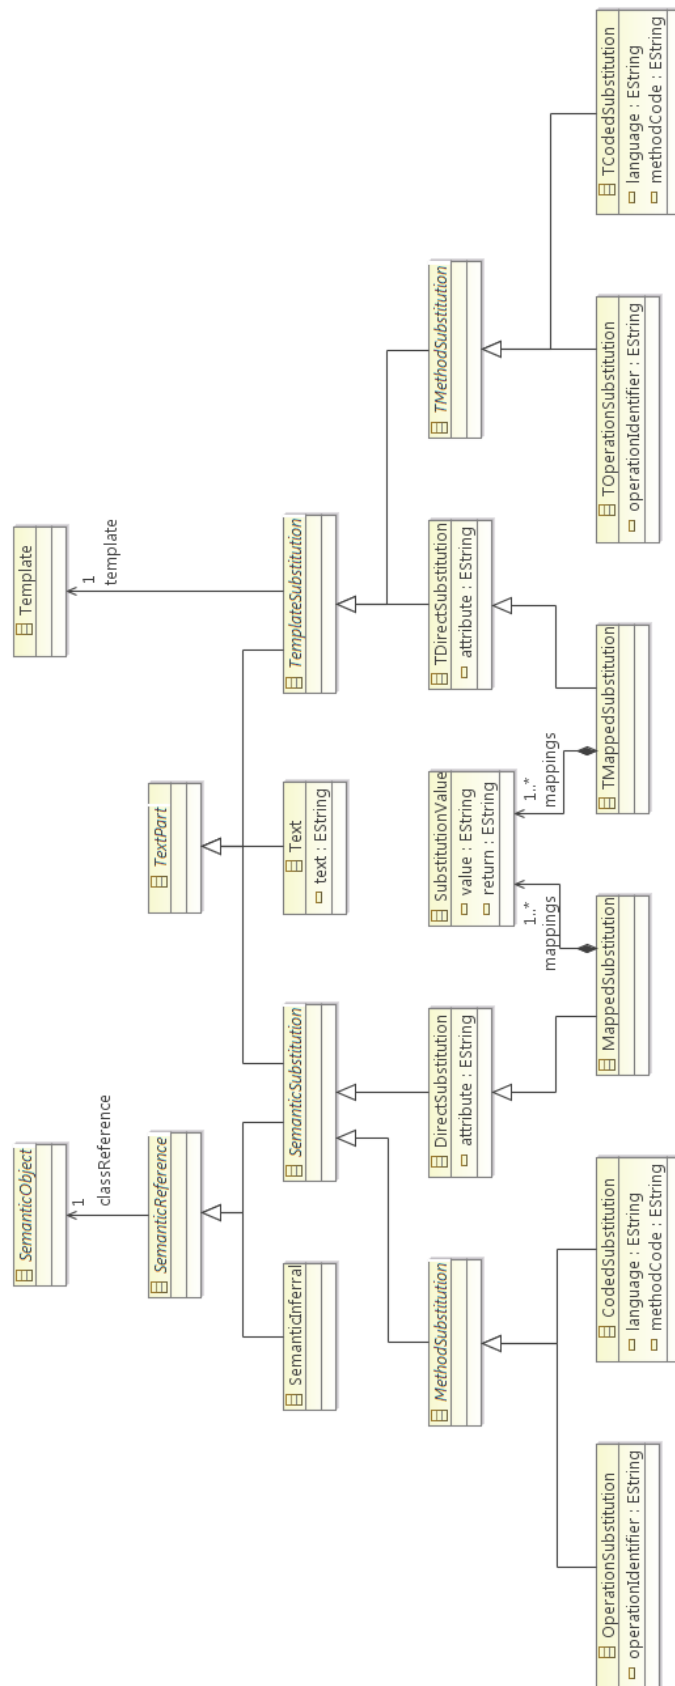 SemanticObject
Template
1
classReference
1
template
SemanticReference
TextPart
SemanticInferral
SemanticSubstitution
Text
text : EString
TemplateSubstitution
MethodSubstitution
DirectSubstitution
attribute : EString
SubstitutionValue
value : EString
return : EString
TDirectSubstitution
attribute : EString
TMethodSubstitution
1..*
mappings
1..*
mappings
OperationSubstitution
operationIdentifier : EString
CodedSubstitution
language : EString
methodCode : EString
MappedSubstitution
TMappedSubstitution
TOperationSubstitution
operationIdentifier : EString
TCodedSubstitution
language : EString
methodCode : EString